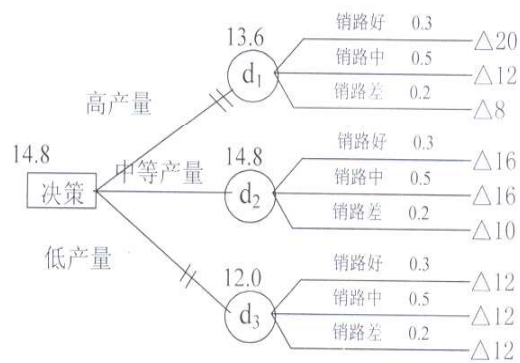 13.6
销路好 0.3 △20
d₁ 销路中 0.5 △12
销路差 0.2 △8
高产量
14.8
决策
中等产量
14.8
销路好 0.3 △16
d₂ 销路中 0.5 △16
销路差 0.2 △10
低产量
12.0
销路好 0.3 △12
d₃ 销路中 0.5 △12
销路差 0.2 △12